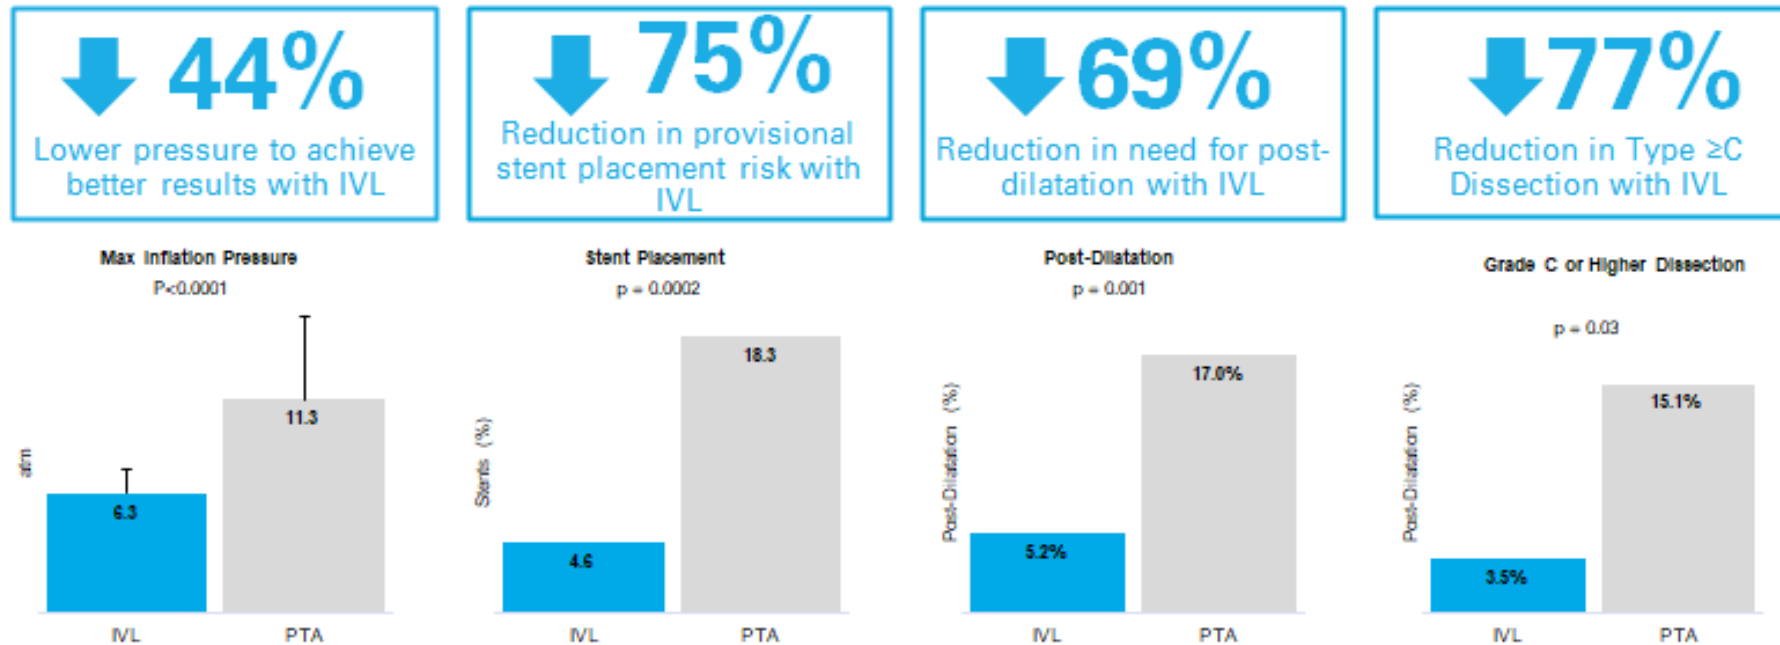 44%
Lower pressure to achieve
better results with IVL
75%
Reduction in provisional
stent placement risk with
IVL
69%
Reduction in need for post-
dilatation with IVL
77%
Reduction in Type ≥C
Dissection with IVL
Max Inflation Pressure
P<0.0001
atm
11.3
6.3
IVL PTA
Stent Placement
p = 0.0002
Stents (%)
18.3
4.6
IVL PTA
Post-Dilatation
p = 0.001
Post-Dilatation (%)
17.0%
5.2%
IVL PTA
Grade C or Higher Dissection
p = 0.03
Post-Dilatation (%)
15.1%
3.5%
IVL PTA